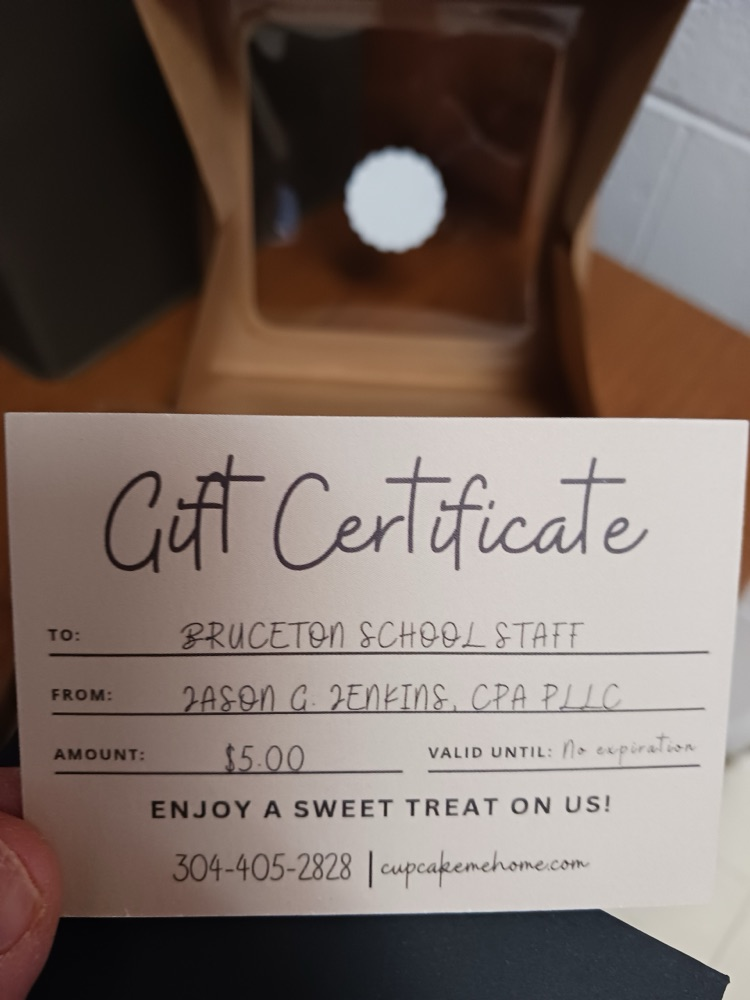 Gift Certificate
TO: BRUCETON SCHOOL STAFF
FROM: JASON G. JENKINS, CPA PLLC
AMOUNT: $5.00 VALID UNTIL: No expiration
ENJOY A SWEET TREAT ON US!
304-405-2828 | cupcakemehome.com